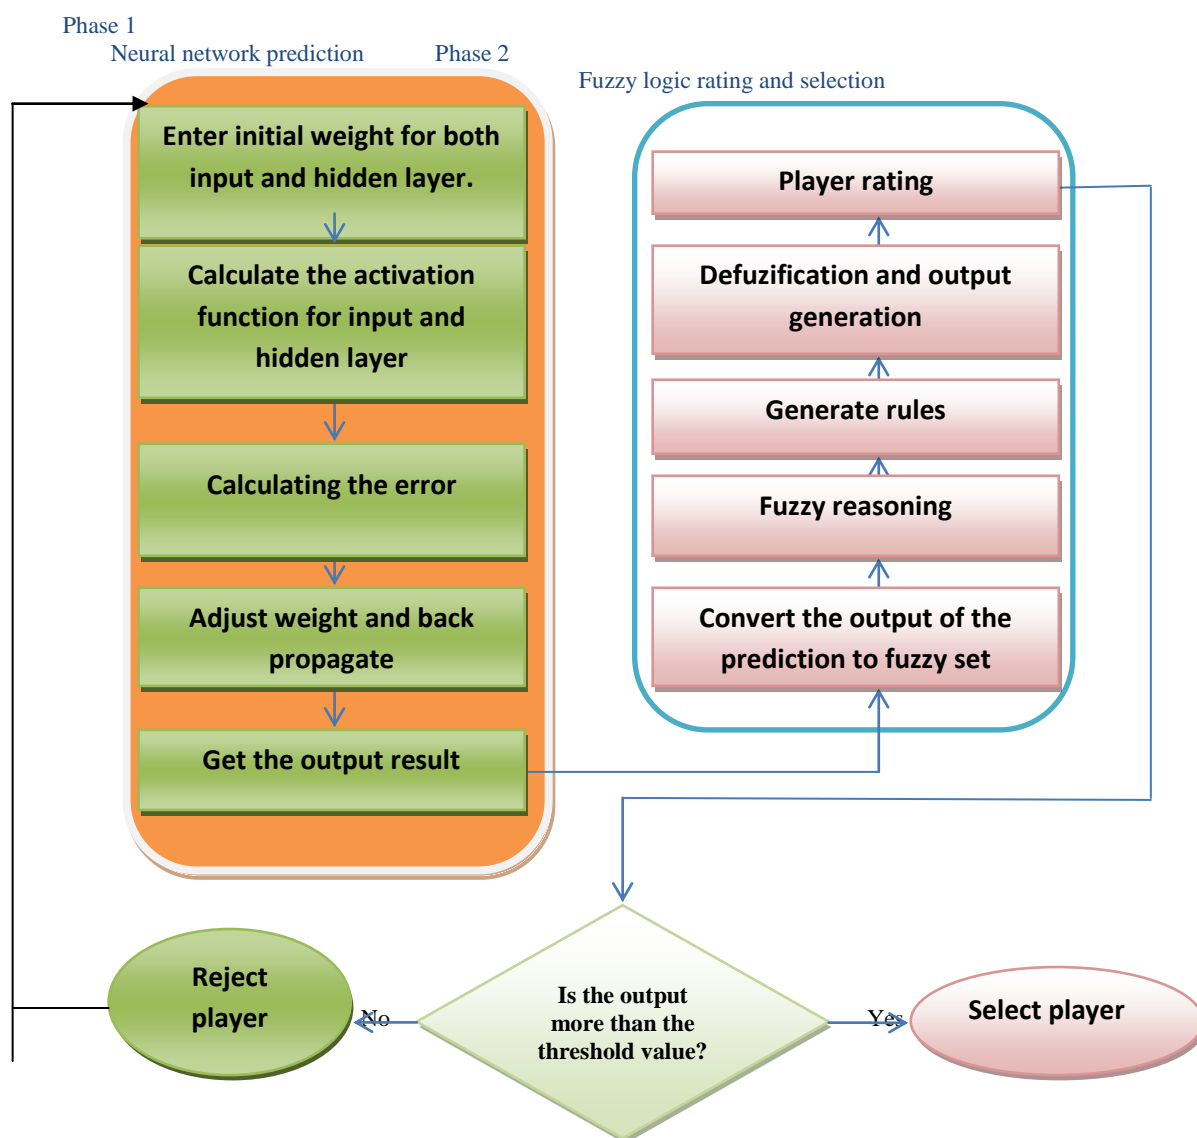 Phase 1
Neural network prediction
Phase 2
Fuzzy logic rating and selection
Enter initial weight for both
input and hidden layer.
Calculate the activation
function for input and
hidden layer
Calculating the error
Adjust weight and back
propagate
Get the output result
Player rating
Defuzification and output
generation
Generate rules
Fuzzy reasoning
Convert the output of the
prediction to fuzzy set
Reject
player
No
Is the output
more than the
threshold value?
Yes
Select player